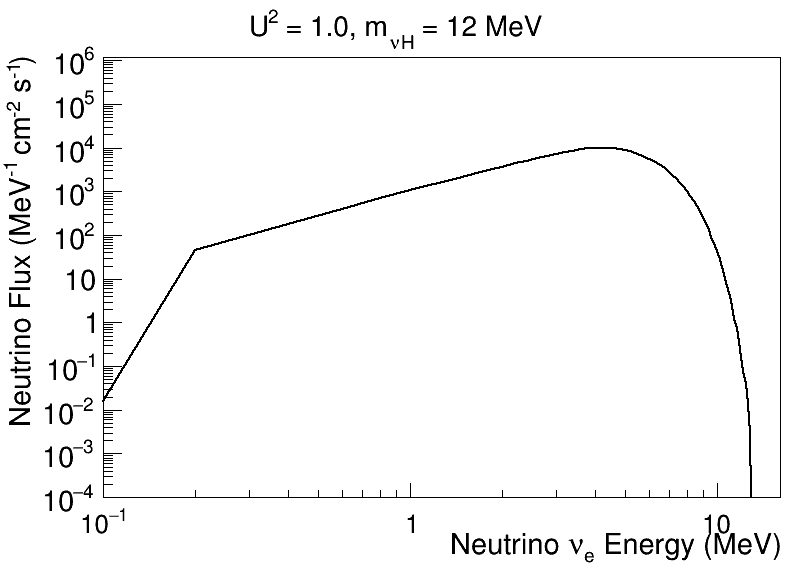 U² = 1.0, m_νH = 12 MeV
Neutrino Flux (MeV⁻¹ cm⁻² s⁻¹)
10⁶
10⁵
10⁴
10³
10²
10
1
10⁻¹
10⁻²
10⁻³
10⁻⁴
10⁻¹ 1 10
Neutrino νₑ Energy (MeV)